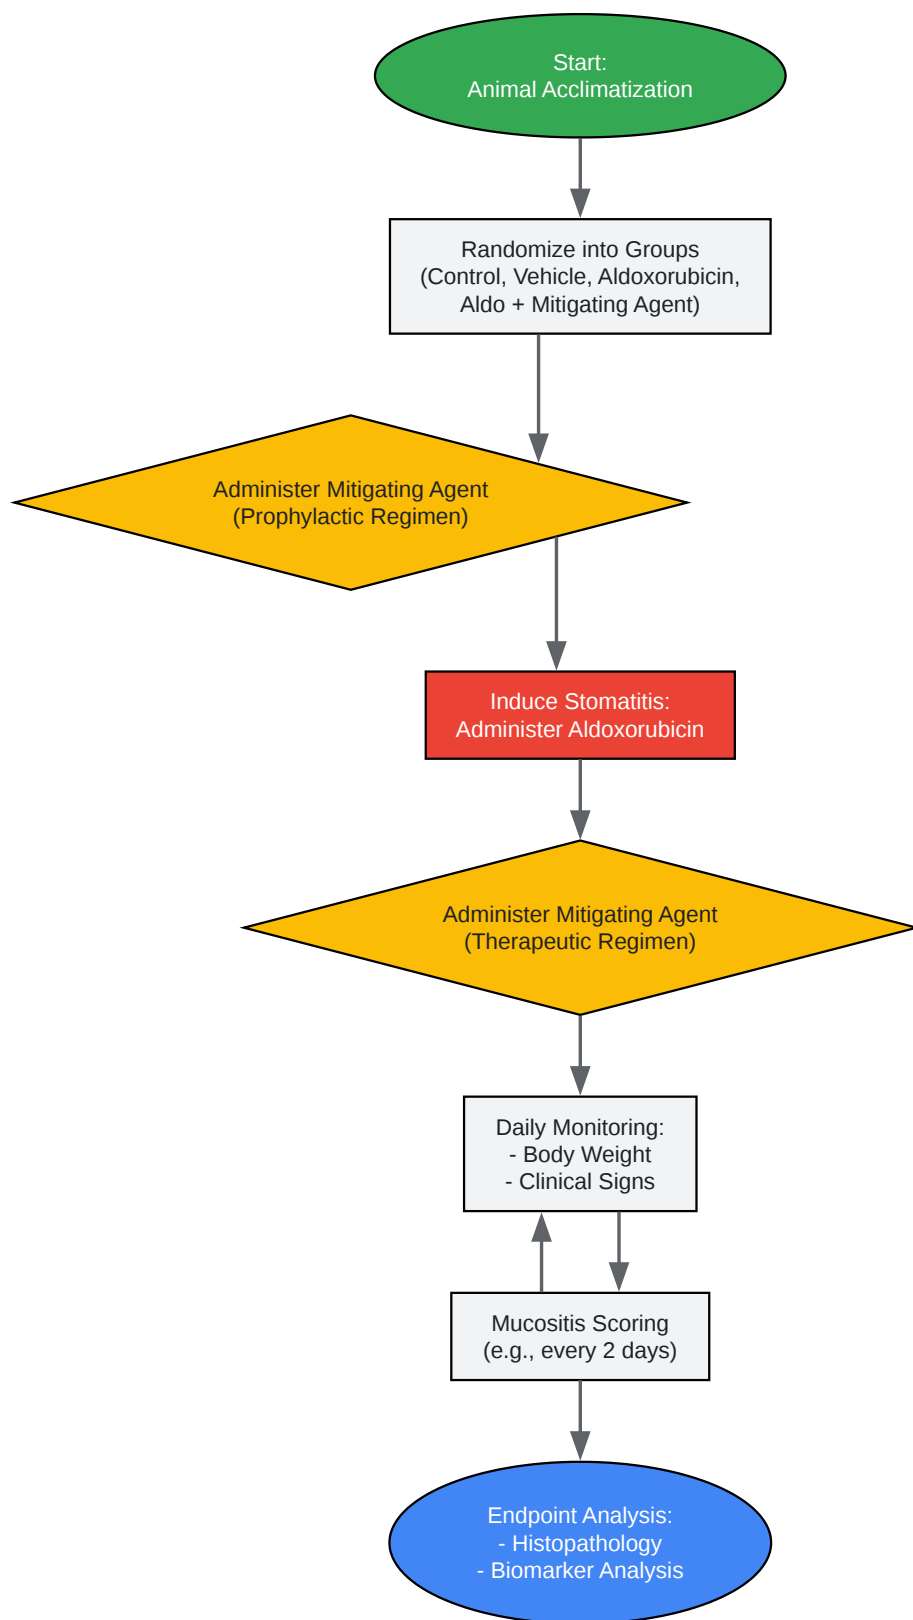 Start:
Animal Acclimatization
Randomize into Groups
(Control, Vehicle, Aldoxorubicin,
Aldo + Mitigating Agent)
Administer Mitigating Agent
(Prophylactic Regimen)
Induce Stomatitis:
Administer Aldoxorubicin
Administer Mitigating Agent
(Therapeutic Regimen)
Daily Monitoring:
- Body Weight
- Clinical Signs
Mucositis Scoring
(e.g., every 2 days)
Endpoint Analysis:
- Histopathology
- Biomarker Analysis